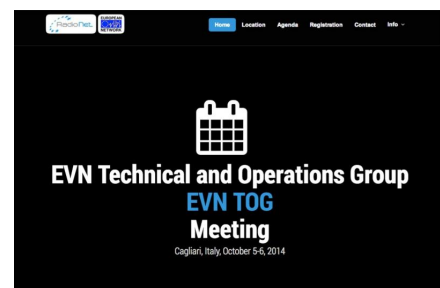 RadioNet
EUROPEAN
NETWORK
Home Location Agenda Registration Contact Info
EVN Technical and Operations Group
EVN TOG
Meeting
Cagliari, Italy, October 5-6, 2014